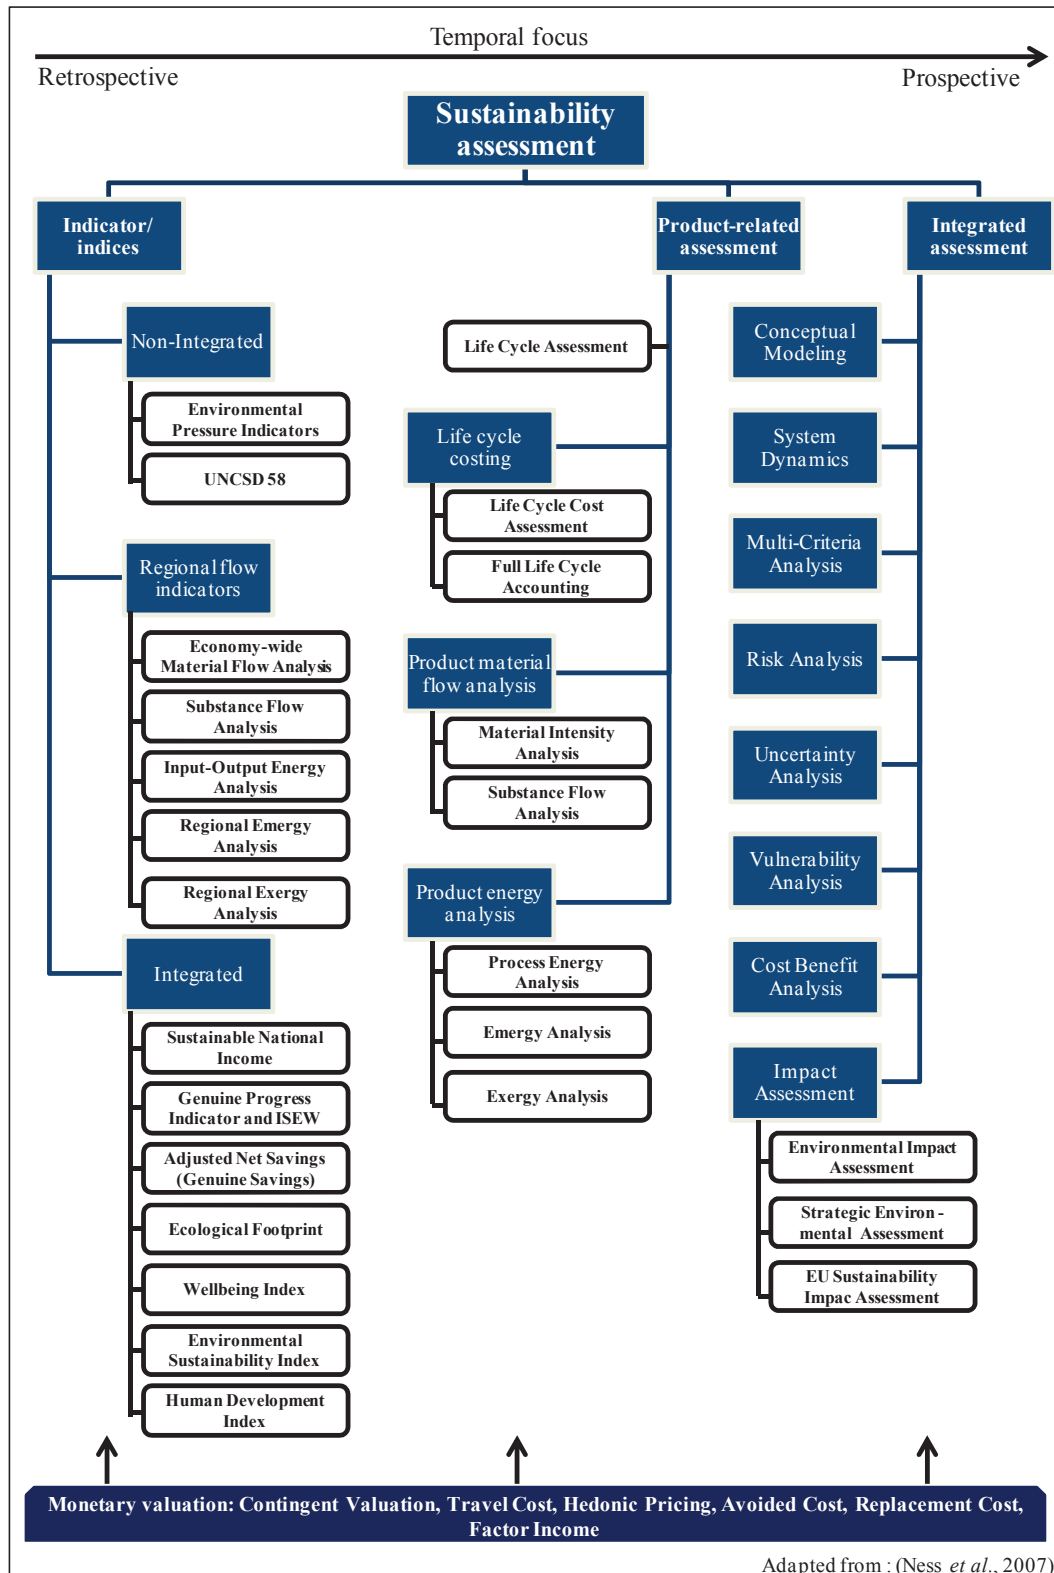 Temporal focus
Retrospective
Prospective
Sustainability
assessment
Indicator/
indices
Non-Integrated
Environmental
Pressure Indicators
UNCSD 58
Regional flow
indicators
Economy-wide
Material Flow Analysis
Substance Flow
Analysis
Input-Output Energy
Analysis
Regional Emergy
Analysis
Regional Exergy
Analysis
Integrated
Sustainable National
Income
Genuine Progress
Indicator and ISEW
Adjusted Net Savings
(Genuine Savings)
Ecological Footprint
Wellbeing Index
Environmental
Sustainability Index
Human Development
Index
Product-related
assessment
Life Cycle Assessment
Life cycle
costing
Life Cycle Cost
Assessment
Full Life Cycle
Accounting
Product material
flow analysis
Material Intensity
Analysis
Substance Flow
Analysis
Product energy
analysis
Process Energy
Analysis
Emergy Analysis
Exergy Analysis
Integrated
assessment
Conceptual
Modeling
System
Dynamics
Multi-Criteria
Analysis
Risk Analysis
Uncertainty
Analysis
Vulnerability
Analysis
Cost Benefit
Analysis
Impact
Assessment
Environmental Impact
Assessment
Strategic Environ -
mental Assessment
EU Sustainability
Impac Assessment
Monetary valuation: Contingent Valuation, Travel Cost, Hedonic Pricing, Avoided Cost, Replacement Cost,
Factor Income
Adapted from : (Ness et al., 2007)